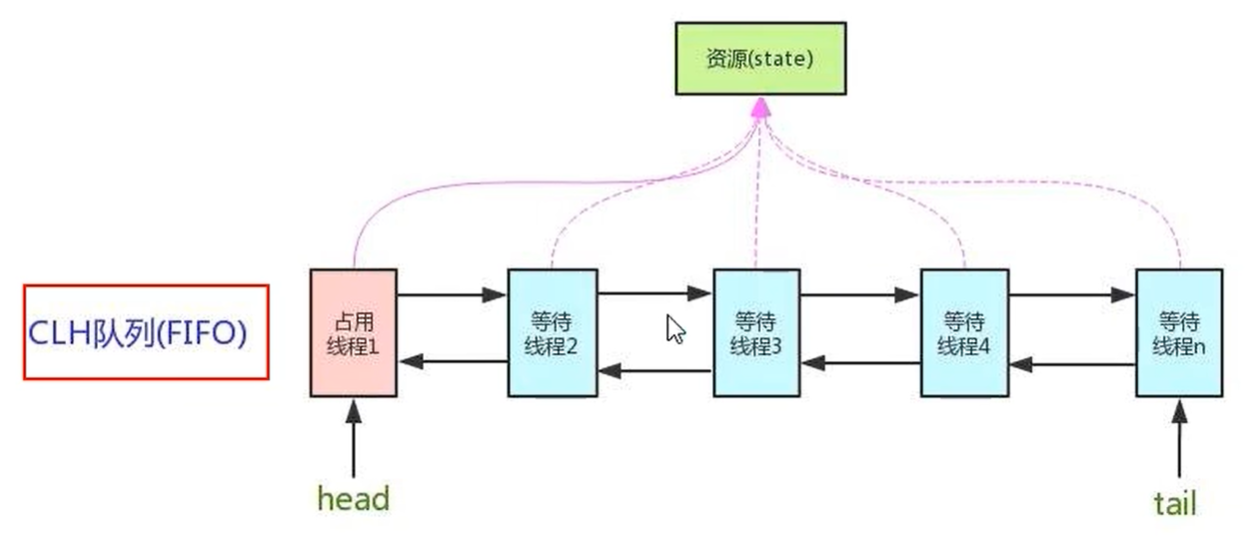 资源(state)
CLH队列(FIFO)
占用
线程1
等待
线程2
等待
线程3
等待
线程4
等待
线程n
head
tail